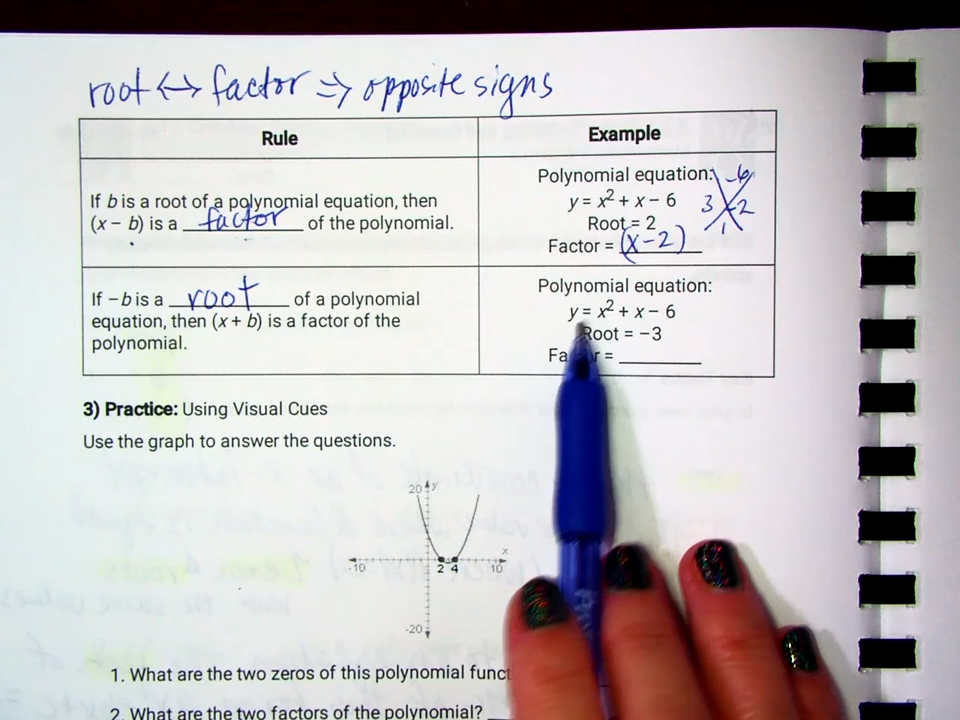 root ↔ factor ⇒ opposite signs
Rule
Example
If b is a root of a polynomial equation, then
(x − b) is a factor of the polynomial.
Polynomial equation:
y = x² + x − 6
Root = 2
Factor = (x−2)
-6
3 -2
1
If −b is a root of a polynomial
equation, then (x + b) is a factor of the
polynomial.
Polynomial equation:
y = x² + x − 6
Root = −3
=
3) Practice: Using Visual Cues
Use the graph to answer the questions.
20 y
x
-10 2 4 10
-20
1. What are the two zeros of this polynomial
2. What are the two factors of the polynomial?